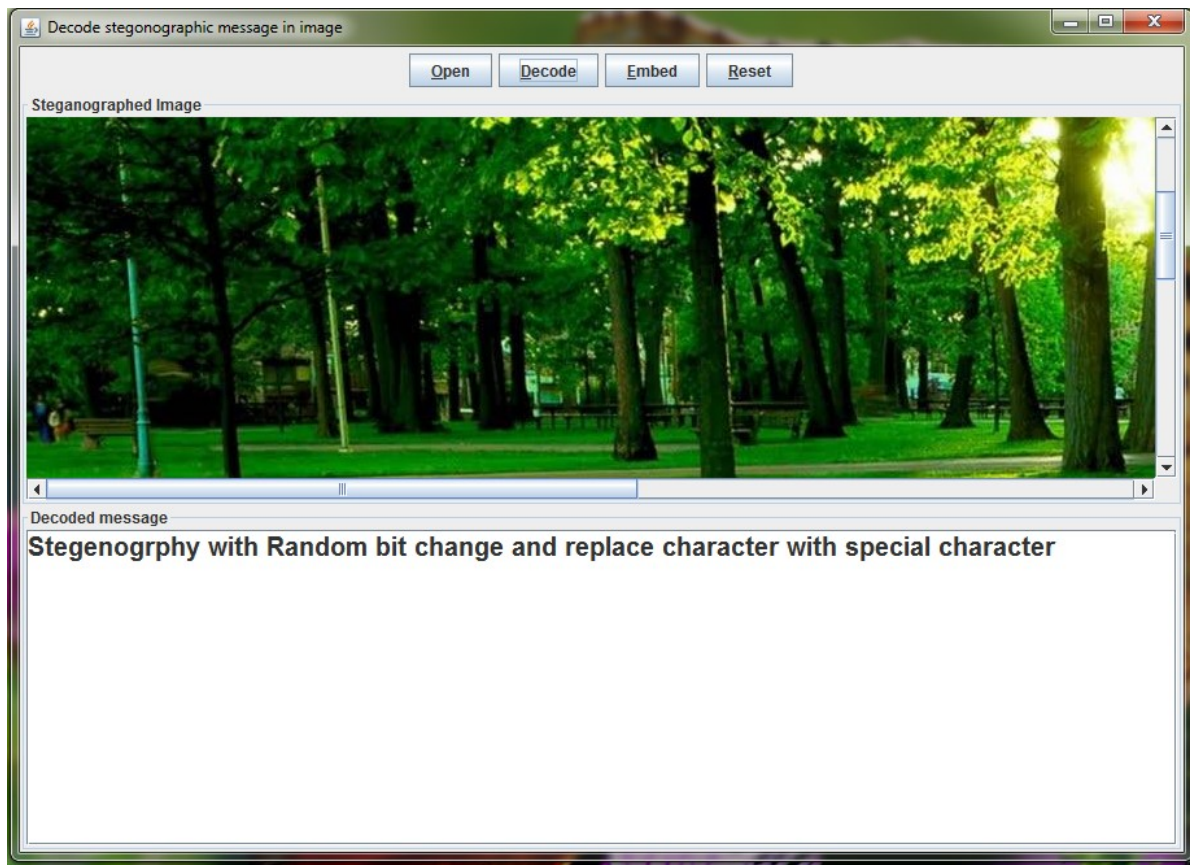 Decode stegonographic message in image
Open Decode Embed Reset
Steganographed Image
Decoded message
Stegenogrphy with Random bit change and replace character with special character